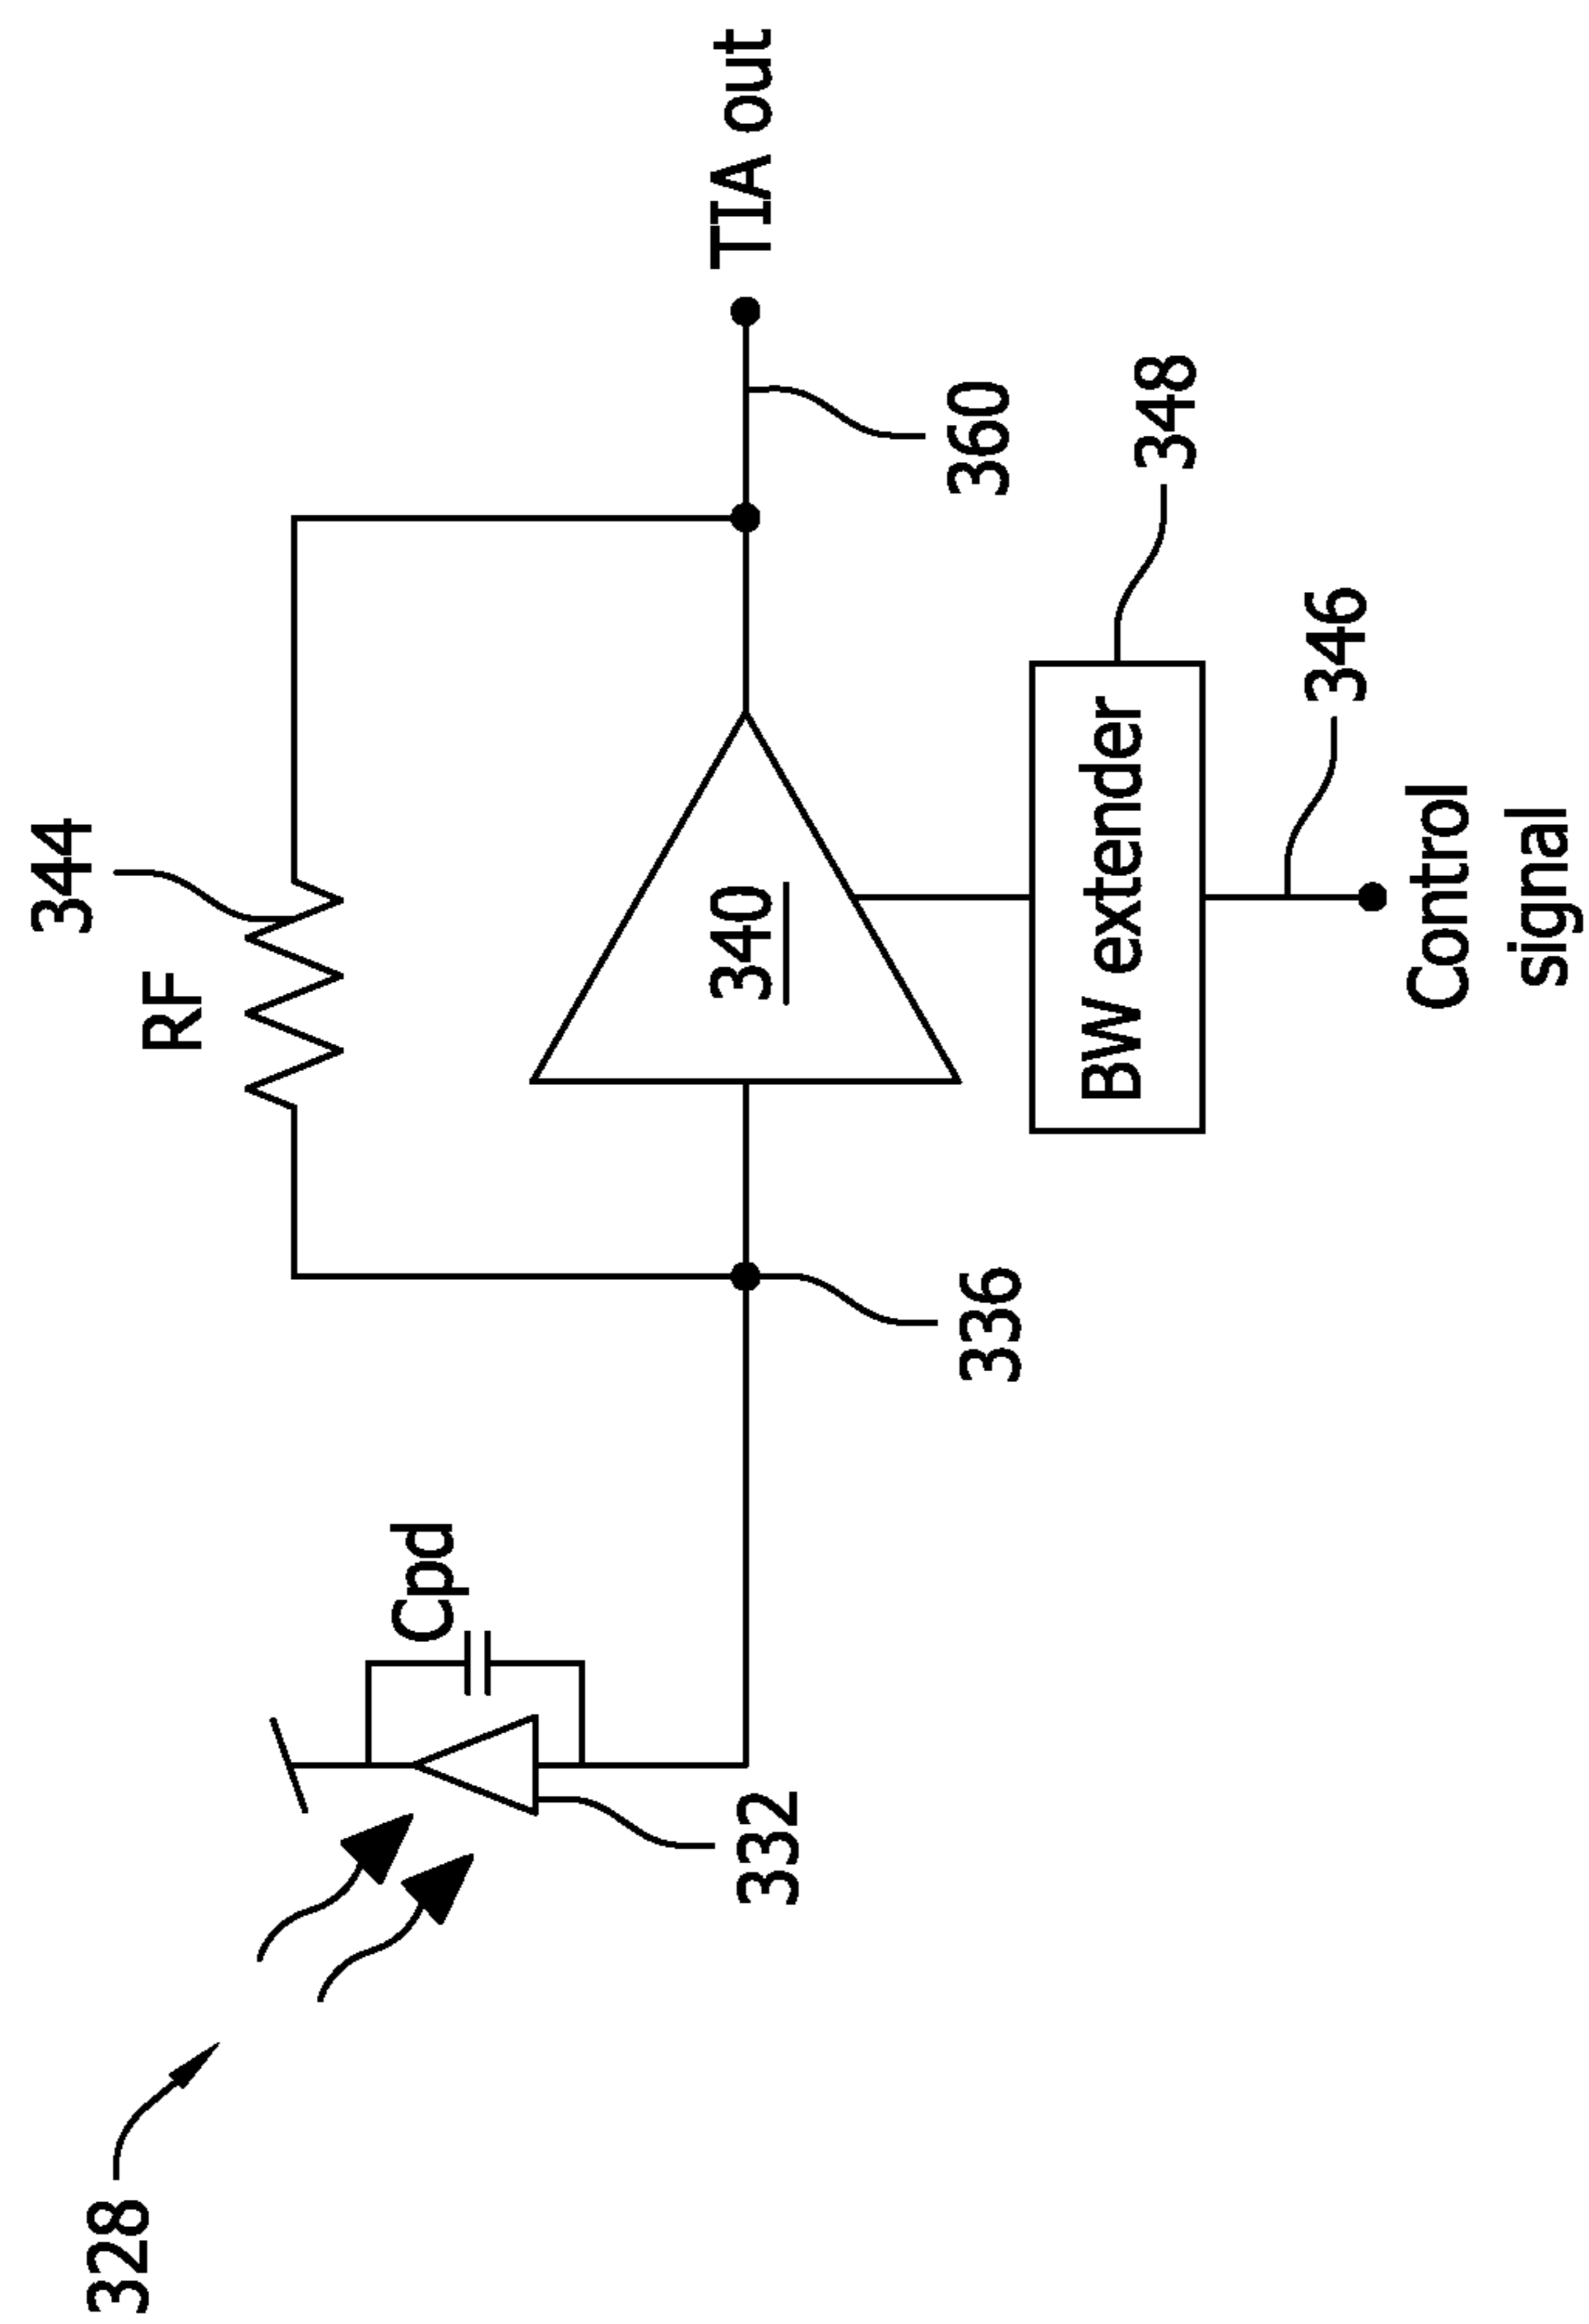 328
332
Cpd
336
RF
344
340
BW extender
348
346
Control
signal
360
TIA out